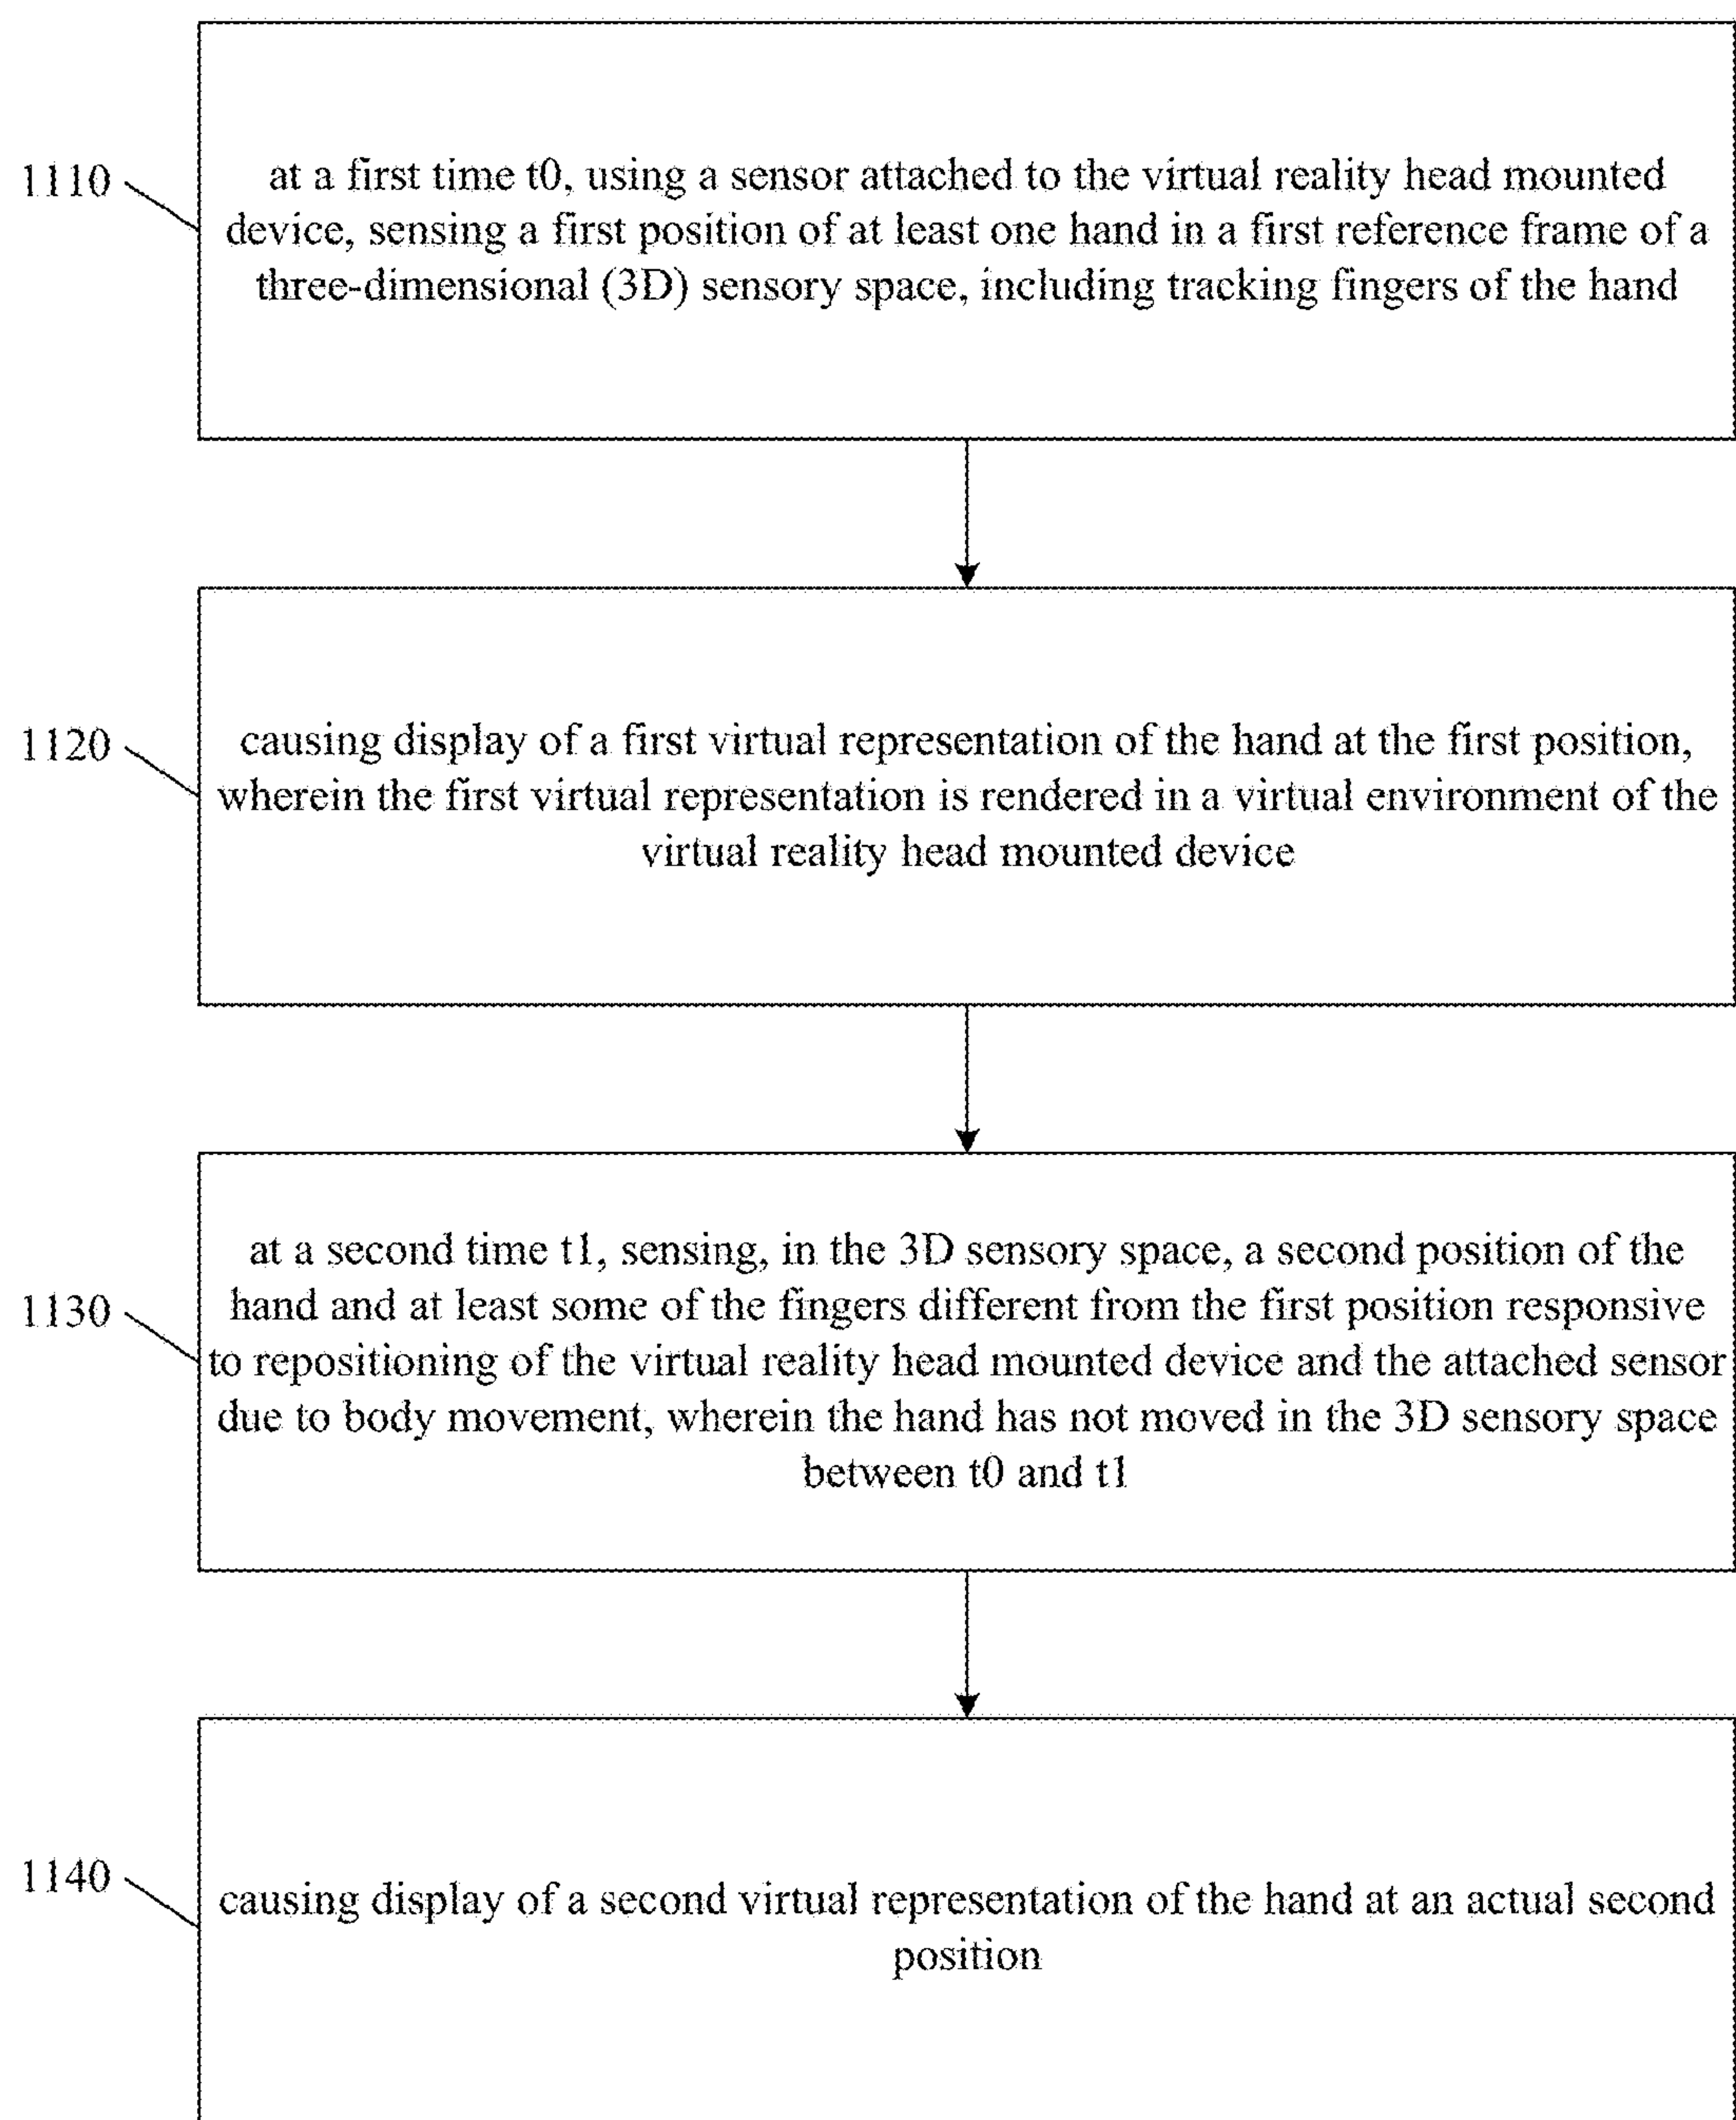 1110
at a first time t0, using a sensor attached to the virtual reality head mounted
device, sensing a first position of at least one hand in a first reference frame of a
three-dimensional (3D) sensory space, including tracking fingers of the hand
1120
causing display of a first virtual representation of the hand at the first position,
wherein the first virtual representation is rendered in a virtual environment of the
virtual reality head mounted device
1130
at a second time t1, sensing, in the 3D sensory space, a second position of the
hand and at least some of the fingers different from the first position responsive
to repositioning of the virtual reality head mounted device and the attached sensor
due to body movement, wherein the hand has not moved in the 3D sensory space
between t0 and t1
1140
causing display of a second virtual representation of the hand at an actual second
position